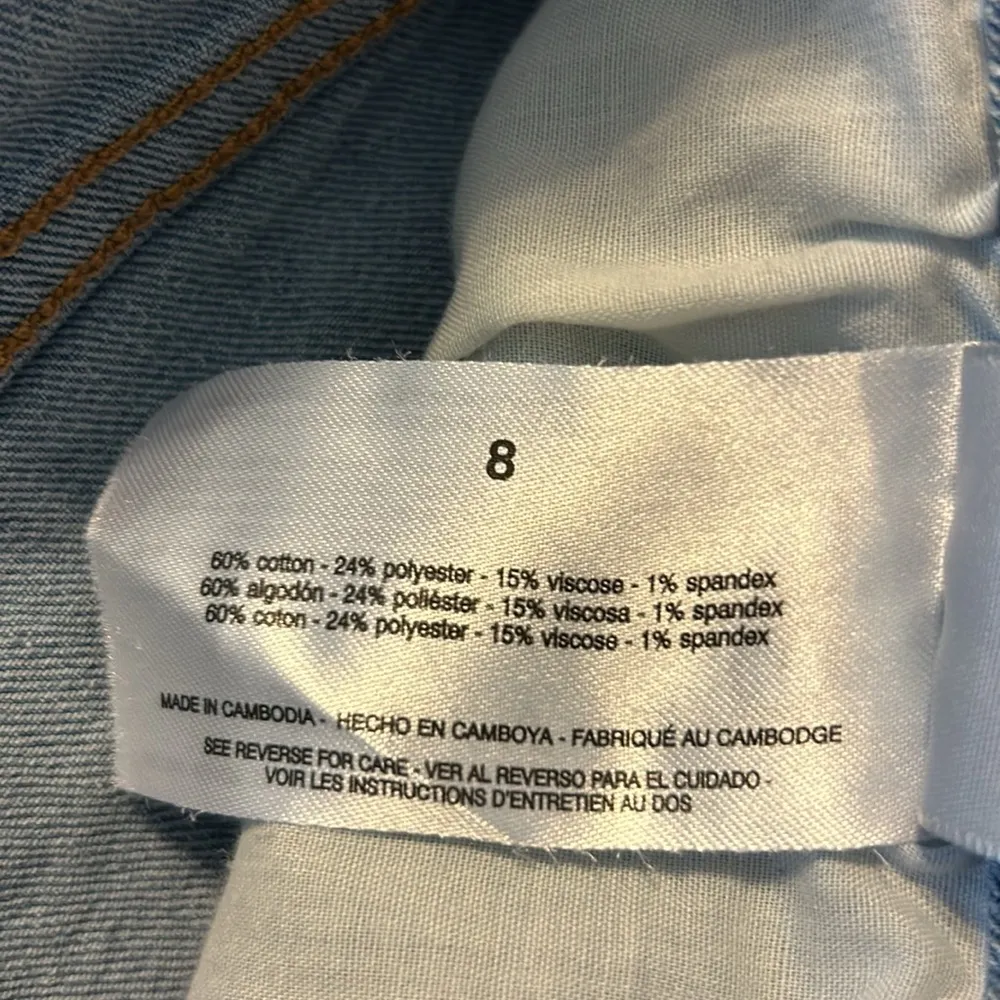 8
60% cotton - 24% polyester - 15% viscose - 1% spandex
60% algodón - 24% poliéster - 15% viscosa - 1% spandex
60% coton - 24% polyester - 15% viscose - 1% spandex
MADE IN CAMBODIA - HECHO EN CAMBOYA - FABRIQUÉ AU CAMBODGE
SEE REVERSE FOR CARE - VER AL REVERSO PARA EL CUIDADO -
VOIR LES INSTRUCTIONS D'ENTRETIEN AU DOS